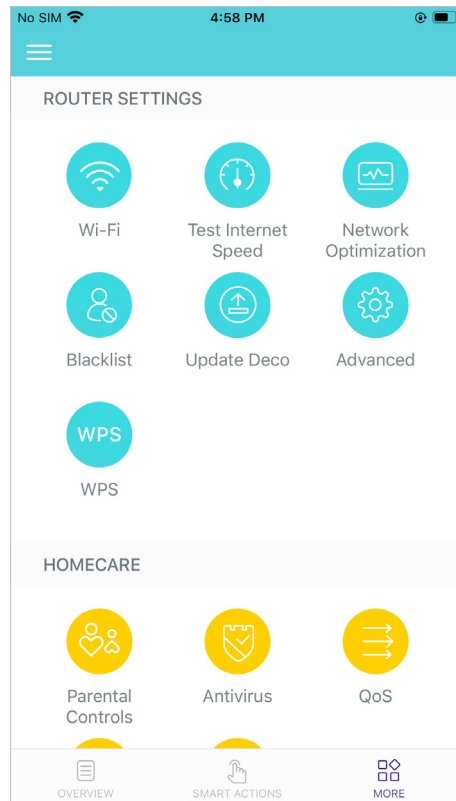 No SIM 4:58 PM
ROUTER SETTINGS
Wi-Fi Test Internet Network
Speed Optimization
Blacklist Update Deco Advanced
WPS
WPS
HOMECARE
Parental Antivirus QoS
Controls
OVERVIEW SMART ACTIONS MORE